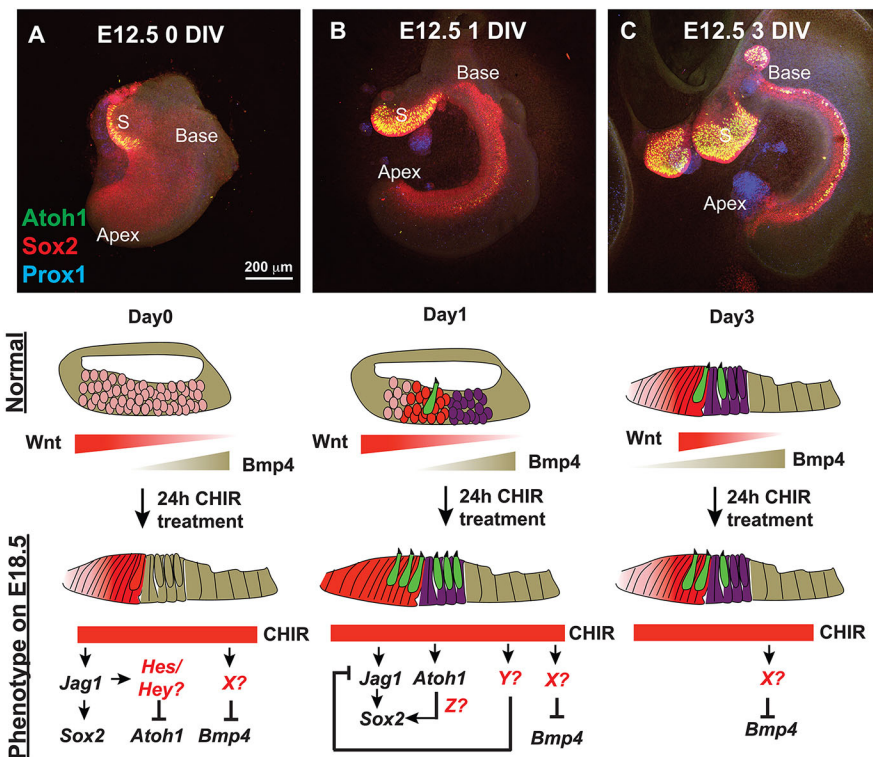 A
E12.5 0 DIV
S
Base
Apex
Atoh1
Sox2
Prox1
200 µm
B
E12.5 1 DIV
Base
S
Apex
C
E12.5 3 DIV
Base
S
Apex
Normal
Day0
Day1
Day3
Wnt
Bmp4
Wnt
Bmp4
Wnt
Bmp4
24h CHIR
treatment
24h CHIR
treatment
24h CHIR
treatment
Phenotype on E18.5
CHIR
Jag1
Hes/
Hey?
X?
Sox2
Atoh1
Bmp4
CHIR
Jag1
Atoh1
Y?
X?
Z?
Sox2
Bmp4
CHIR
X?
Bmp4